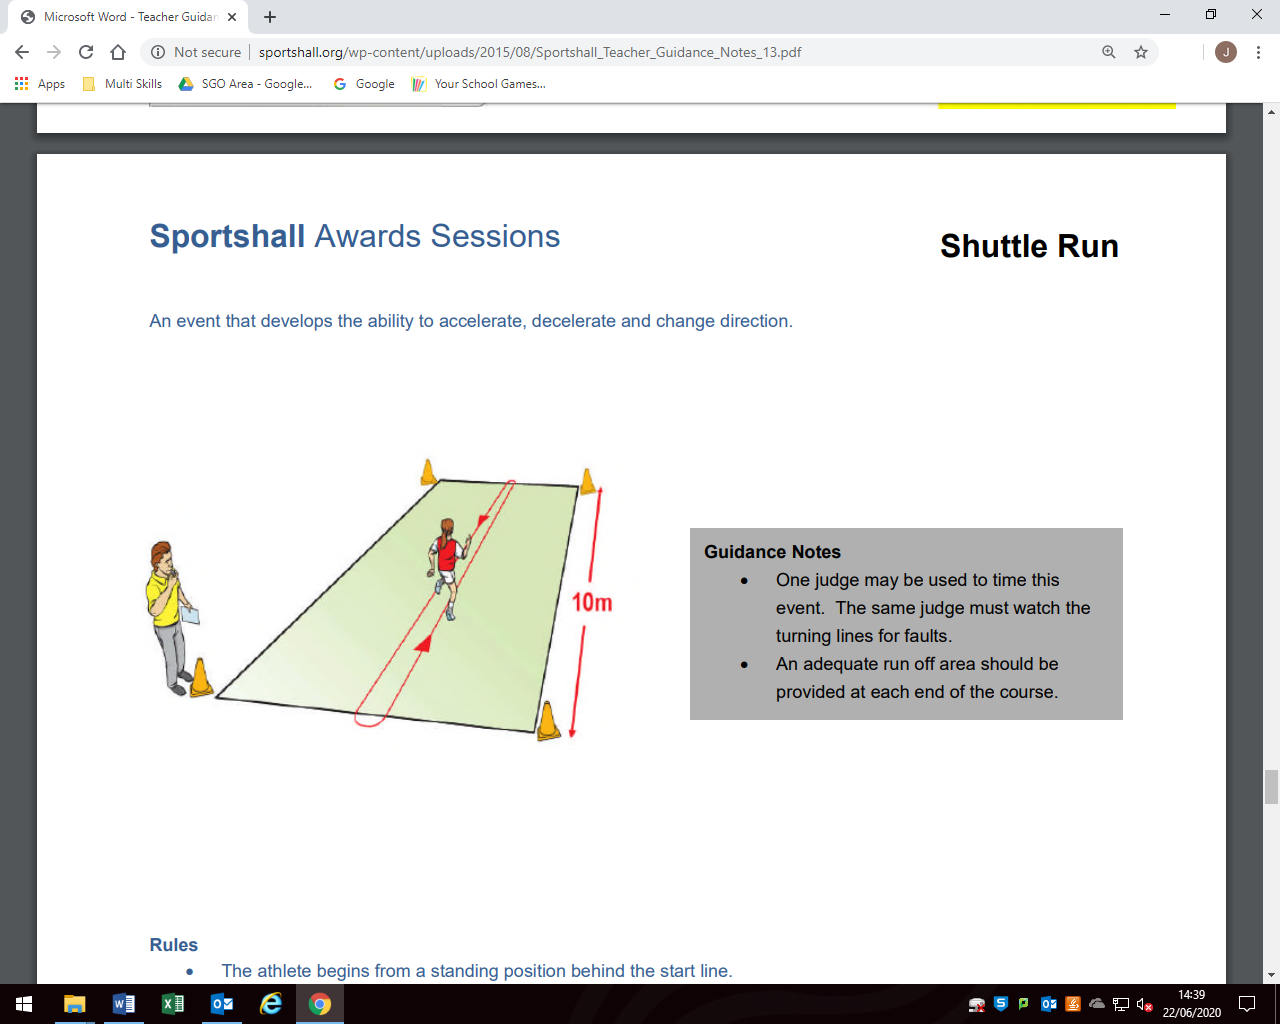 Microsoft Word - Teacher Guidan
Not secure
sportshall.org/wp-content/uploads/2015/08/Sportshall_Teacher_Guidance_Notes_13.pdf
J
Apps
Multi Skills
SGO Area - Google...
Google
Your School Games...
Sportshall Awards Sessions
Shuttle Run
An event that develops the ability to accelerate, decelerate and change direction.
10m
Guidance Notes
• One judge may be used to time this
event. The same judge must watch the
turning lines for faults.
• An adequate run off area should be
provided at each end of the course.
Rules
• The athlete begins from a standing position behind the start line.
14:39
22/06/2020